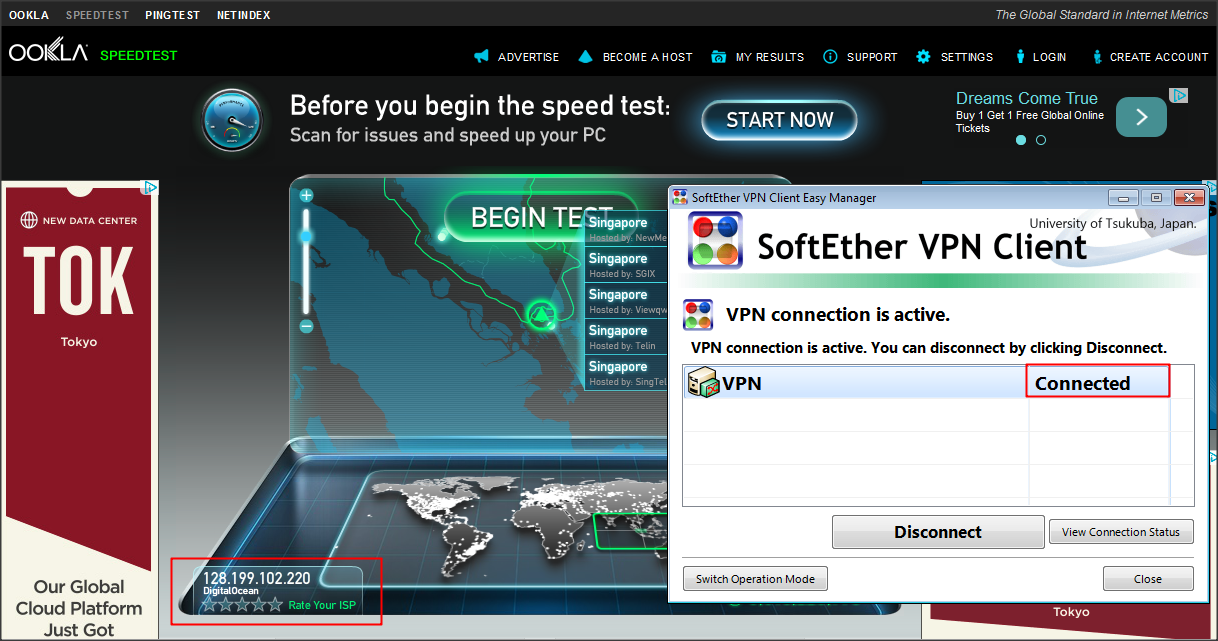 OOKLA SPEEDTEST PINGTEST NETINDEX
The Global Standard in Internet Metrics
OOKLA SPEEDTEST
ADVERTISE BECOME A HOST MY RESULTS SUPPORT SETTINGS LOGIN CREATE ACCOUNT
Before you begin the speed test:
Scan for issues and speed up your PC
START NOW
Dreams Come True
Buy 1 Get 1 Free Global Online
Tickets
NEW DATA CENTER
TOK
Tokyo
Our Global
Cloud Platform
Just Got
BEGIN TEST
Singapore
Hosted by: NewMe
Singapore
Hosted by: SGIX
Singapore
Hosted by: Viewqw
Singapore
Hosted by: Telin
Singapore
Hosted by: SingTel
128.199.102.220
DigitalOcean
Rate Your ISP
SoftEther VPN Client Easy Manager
University of Tsukuba, Japan.
SoftEther VPN Client
VPN connection is active.
VPN connection is active. You can disconnect by clicking Disconnect.
VPN Connected
Disconnect
View Connection Status
Switch Operation Mode
Close
Tokyo